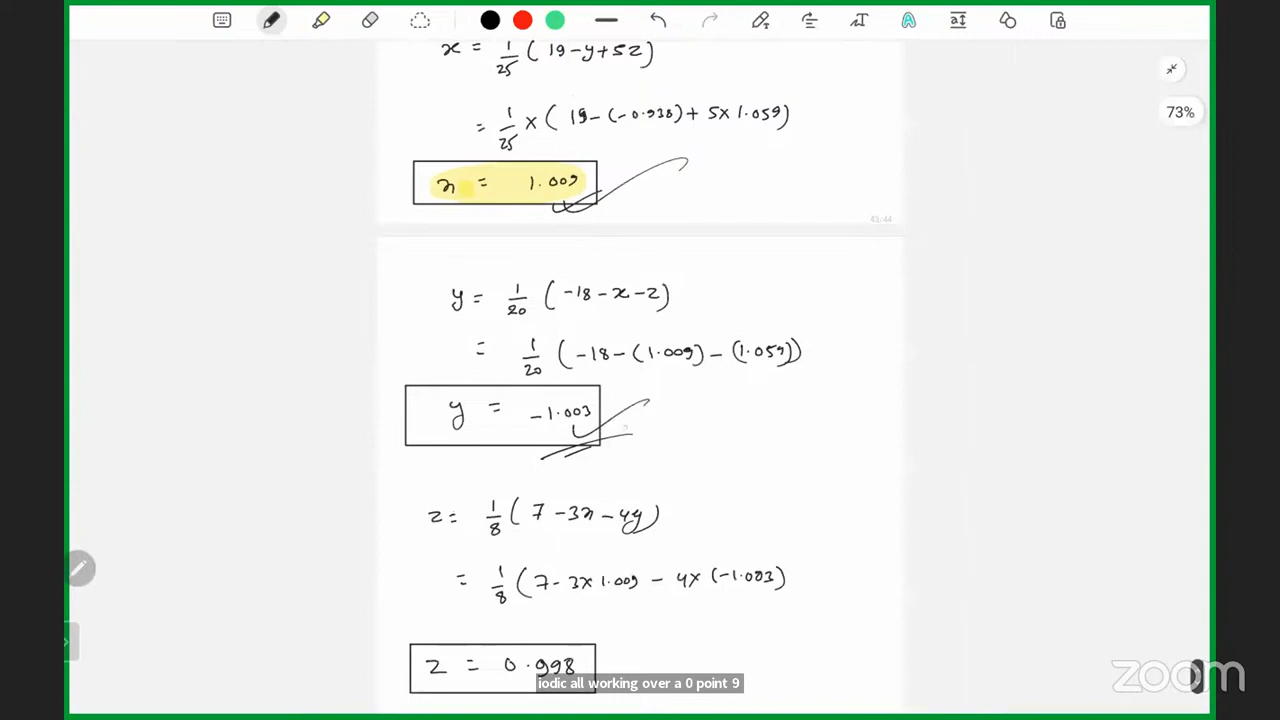 73%
x = 1/25 ( 19 - y + 5z )
= 1/25 × ( 19 - (-0.938) + 5 × 1.059 )
x = 1.009
43/44
y = 1/20 ( -18 - x - z )
= 1/20 ( -18 - (1.009) - (1.059) )
y = -1.003
z = 1/8 ( 7 - 3x - 4y )
= 1/8 ( 7 - 3 × 1.009 - 4 × (-1.003)
z = 0.998
iodic all working over a 0 point 9
zoom